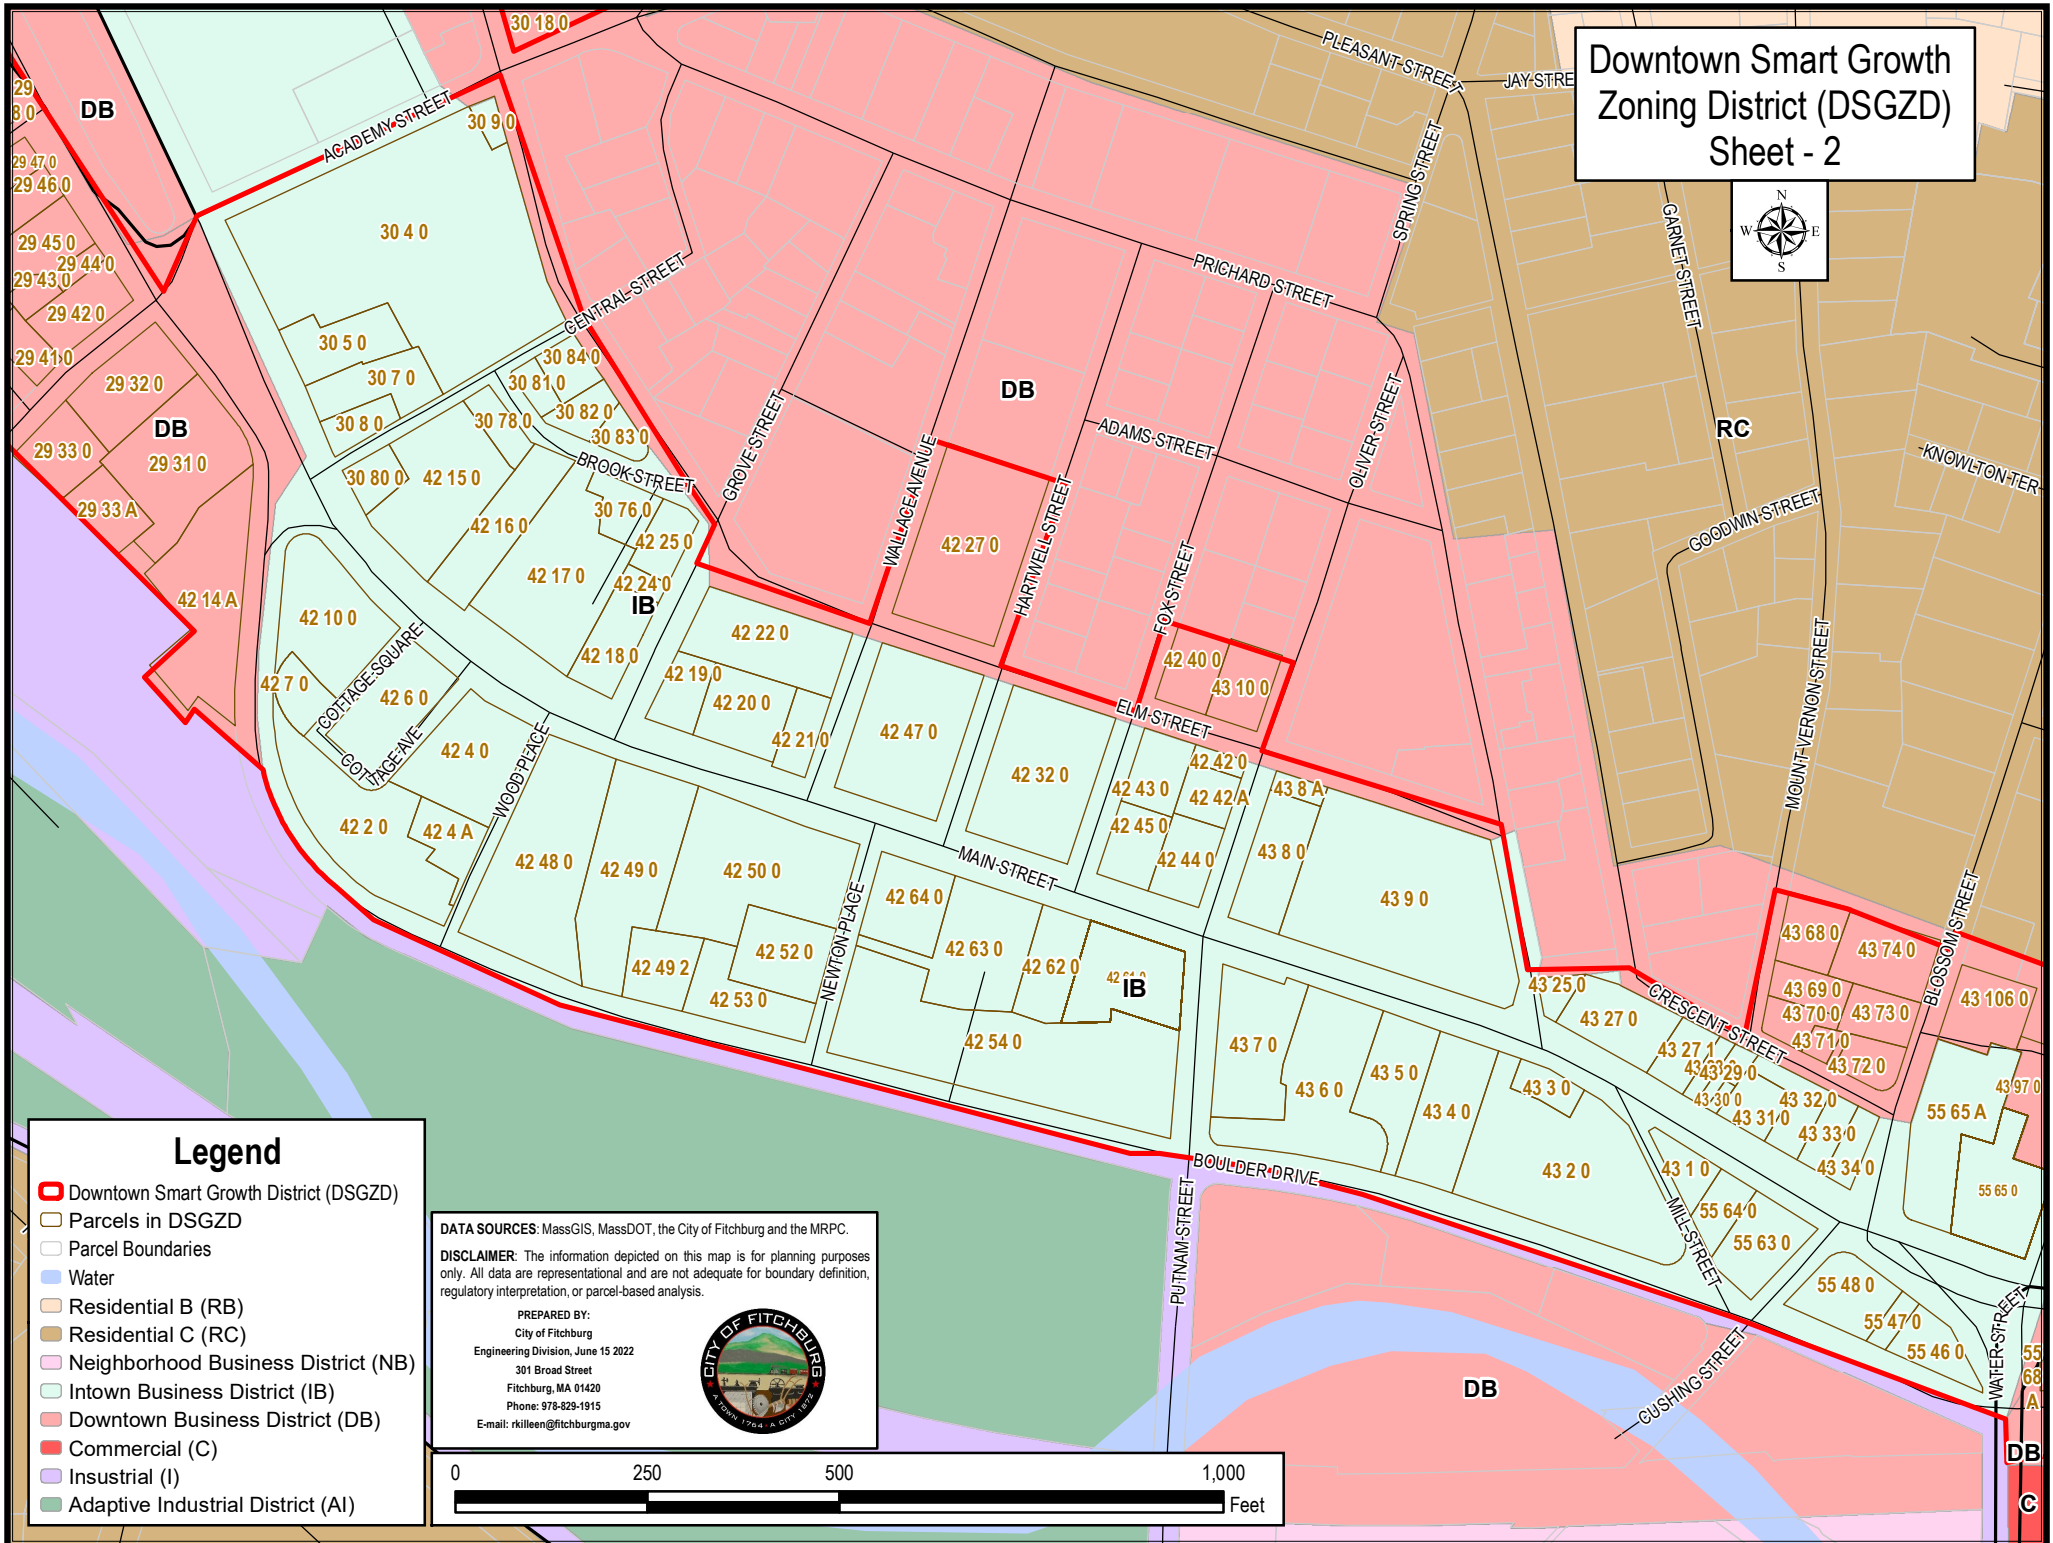 Downtown Smart Growth
Zoning District (DSGZD)
Sheet - 2
N
W E
S
30 18 0
PLEASANT STREET
JAY STRE
29
8 0
DB
ACADEMY STREET
30 9 0
SPRING STREET
29 47 0
29 46 0
30 4 0
GARNET STREET
29 45 0
29 44 0
29 43 0
29 42 0
CENTRAL STREET
PRICHARD STREET
29 41 0
30 5 0
30 7 0
30 8 0
30 84 0
30 81 0
30 82 0
30 83 0
30 78 0
29 32 0
DB
29 33 0
29 31 0
29 33 A
DB
RC
GROVE STREET
WALLACE AVENUE
ADAMS STREET
OLIVER STREET
KNOWLTON TER
BROOK STREET
30 80 0
42 15 0
42 16 0
30 76 0
42 25 0
42 17 0
42 24 0
IB
42 18 0
42 27 0
HARTWELL STREET
FOX STREET
GOODWIN STREET
42 14 A
42 10 0
COTTAGE SQUARE
42 7 0
42 6 0
42 22 0
42 19 0
42 20 0
42 21 0
42 40 0
43 10 0
ELM STREET
MOUNT VERNON STREET
COTTAGE AVE
42 4 0
WOOD PLACE
42 47 0
42 32 0
42 43 0
42 42 0
42 42 A
42 45 0
42 44 0
43 8 A
43 8 0
42 2 0
42 4 A
42 48 0
42 49 0
42 50 0
MAIN STREET
43 9 0
42 64 0
42 63 0
42 62 0
IB
42 52 0
42 49 2
42 53 0
NEWTON PLACE
42 54 0
BLOSSOM STREET
43 68 0
43 74 0
43 69 0
43 70 0
43 73 0
43 71 0
43 72 0
43 106 0
43 25 0
CRESCENT STREET
43 27 0
43 27 1
43 29 0
43 30 0
43 31 0
43 32 0
43 33 0
43 34 0
43 97 0
55 65 A
55 65 0
43 7 0
43 6 0
43 5 0
43 4 0
43 3 0
43 2 0
43 1 0
MILL STREET
55 64 0
55 63 0
BOULDER DRIVE
PUTNAM STREET
55 48 0
55 47 0
55 46 0
WATER STREET
55
68
A
CUSHING STREET
DB
DB
C
Legend
Downtown Smart Growth District (DSGZD)
Parcels in DSGZD
Parcel Boundaries
Water
Residential B (RB)
Residential C (RC)
Neighborhood Business District (NB)
Intown Business District (IB)
Downtown Business District (DB)
Commercial (C)
Insustrial (I)
Adaptive Industrial District (AI)
DATA SOURCES: MassGIS, MassDOT, the City of Fitchburg and the MRPC.
DISCLAIMER: The information depicted on this map is for planning purposes
only. All data are representational and are not adequate for boundary definition,
regulatory interpretation, or parcel-based analysis.
PREPARED BY:
City of Fitchburg
Engineering Division, June 15 2022
301 Broad Street
Fitchburg, MA 01420
Phone: 978-829-1915
E-mail: rkilleen@fitchburgma.gov
CITY OF FITCHBURG
A TOWN 1764 · A CITY 1872
0 250 500 1,000
Feet